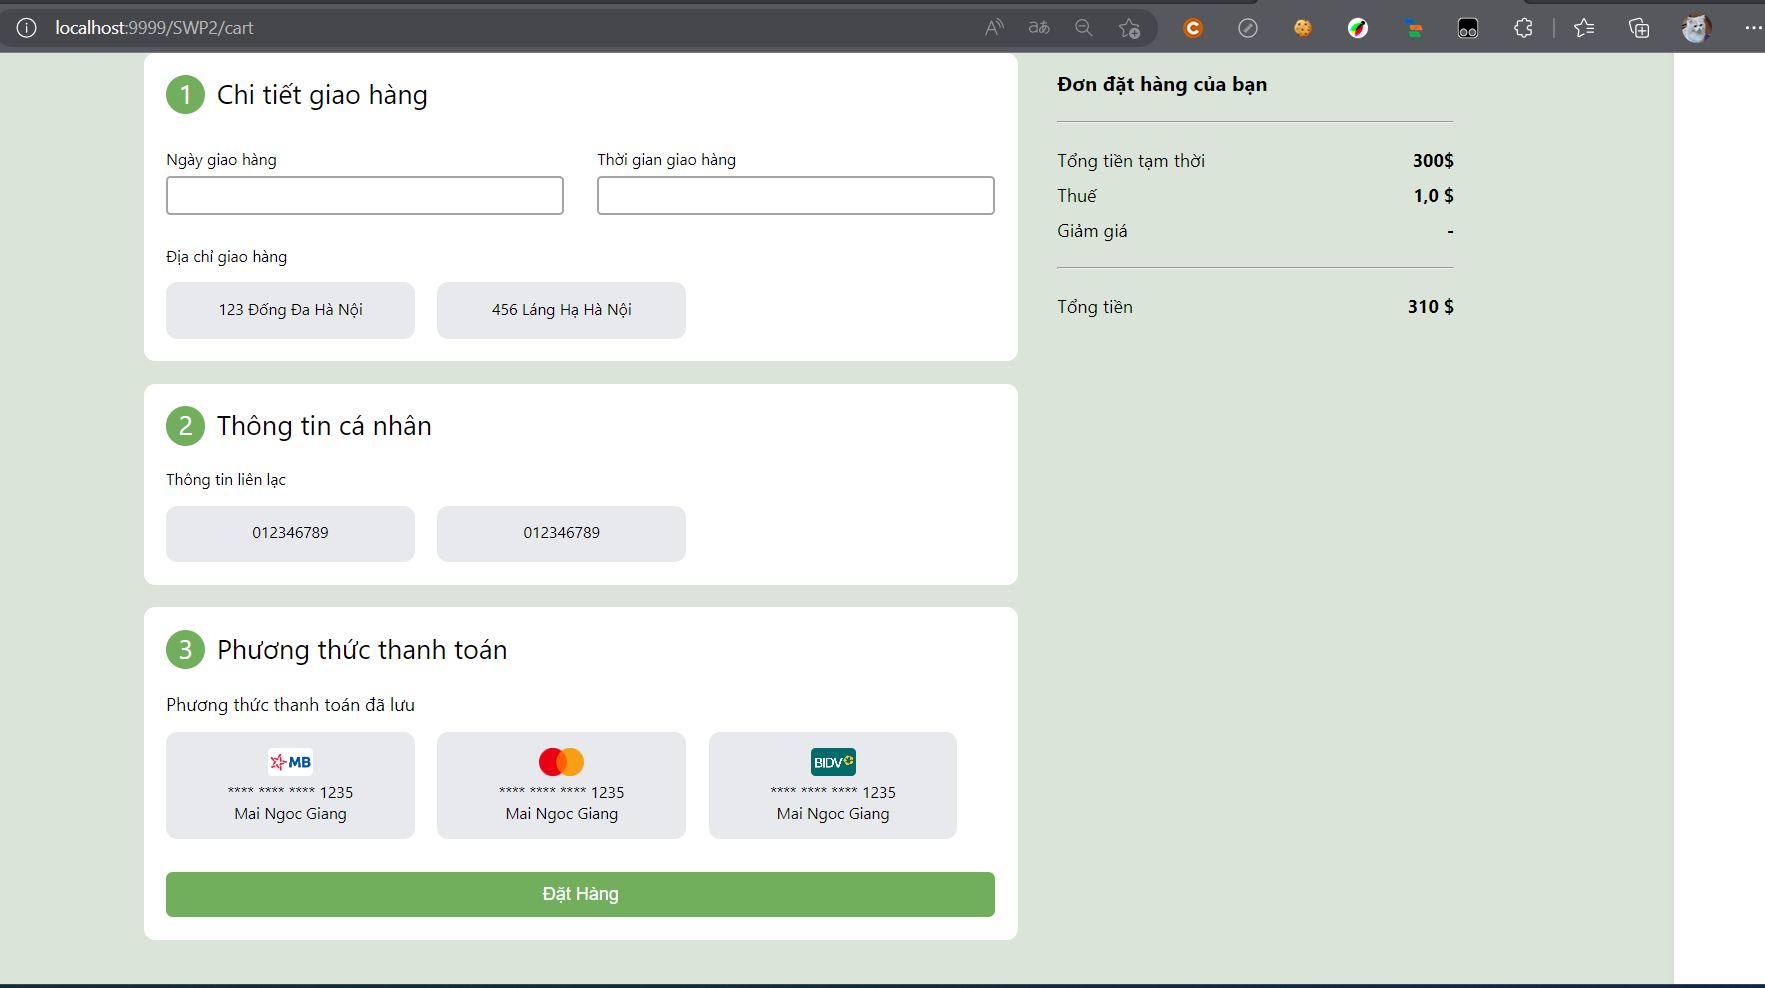 localhost:9999/SWP2/cart
1 Chi tiết giao hàng
Ngày giao hàng
Thời gian giao hàng
Địa chỉ giao hàng
123 Đống Đa Hà Nội
456 Láng Hạ Hà Nội
2 Thông tin cá nhân
Thông tin liên lạc
012346789
012346789
3 Phương thức thanh toán
Phương thức thanh toán đã lưu
MB
**** **** **** 1235
Mai Ngoc Giang
**** **** **** 1235
Mai Ngoc Giang
BIDV
**** **** **** 1235
Mai Ngoc Giang
Đặt Hàng
Đơn đặt hàng của bạn
Tổng tiền tạm thời 300$
Thuế 1,0 $
Giảm giá -
Tổng tiền 310 $